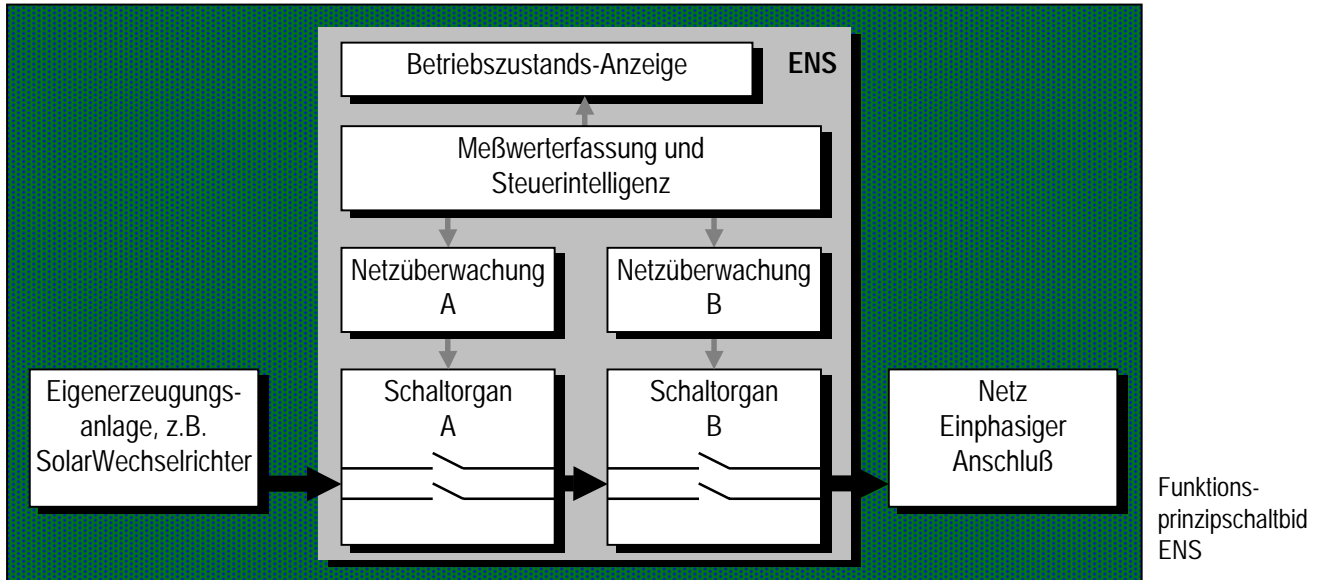 Betriebszustands-Anzeige
ENS
Meßwerterfassung und
Steuerintelligenz
Netzüberwachung
A
Netzüberwachung
B
Eigenerzeugungs-
anlage, z.B.
SolarWechselrichter
Schaltorgan
A
Schaltorgan
B
Netz
Einphasiger
Anschluß
Funktions-
prinzipschaltbid
ENS